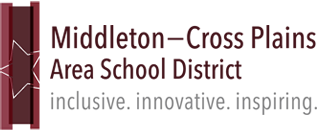 Middleton–Cross Plains
Area School District
inclusive. innovative. inspiring.